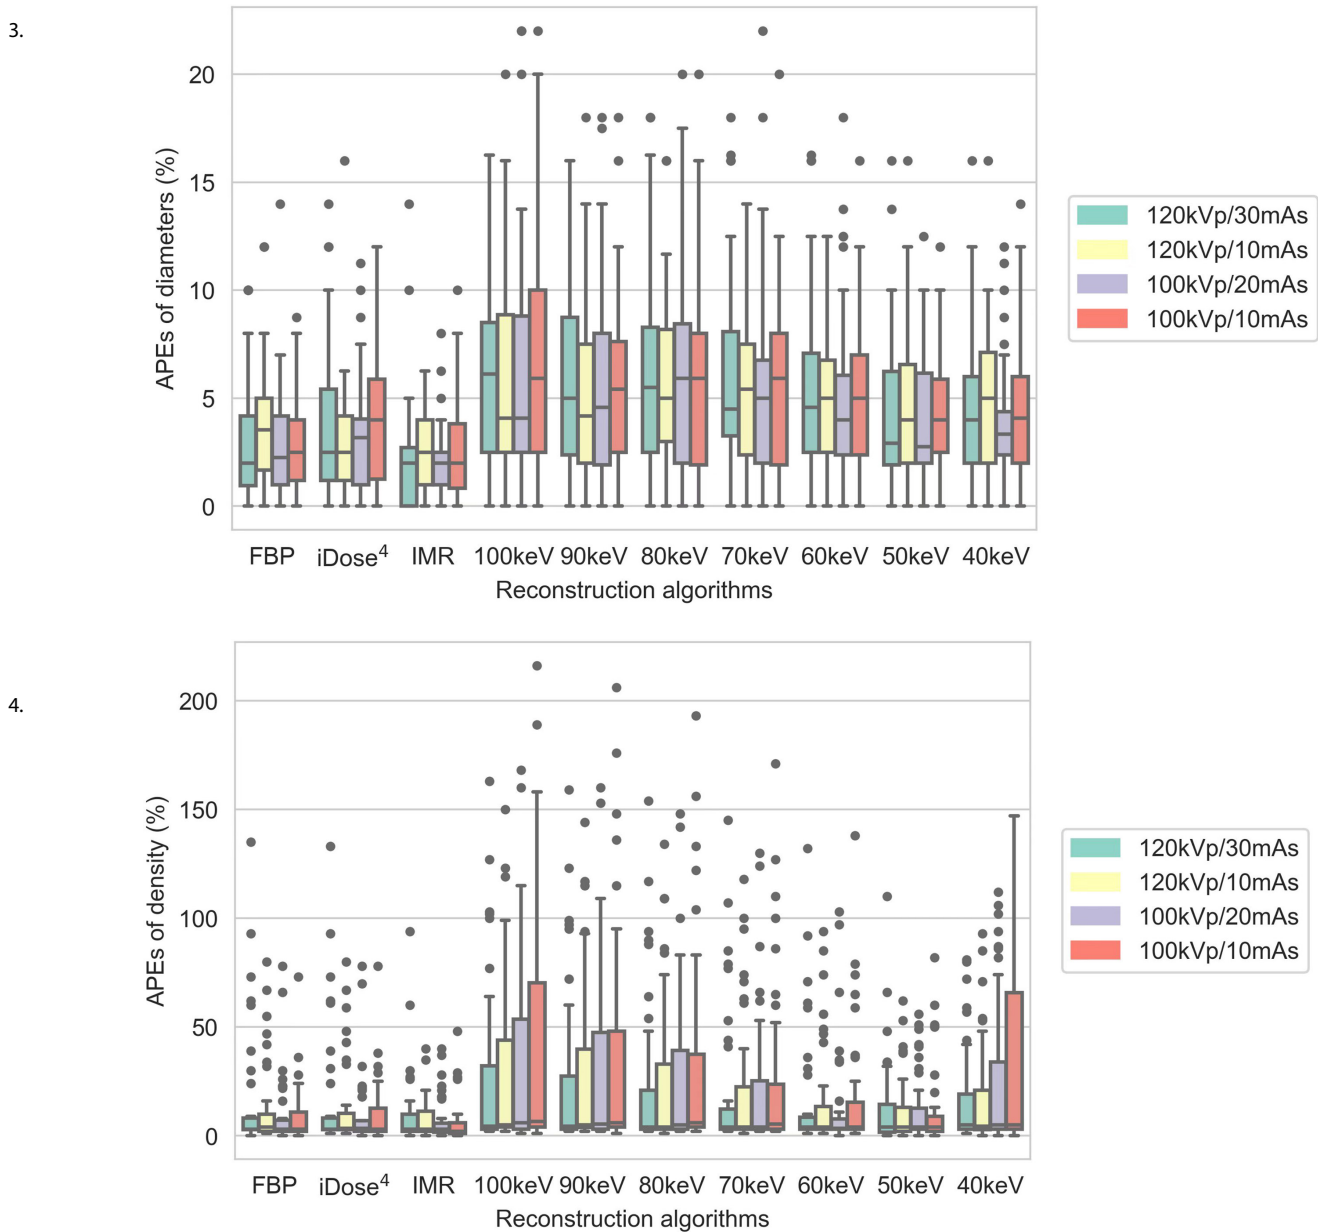 3.
APEs of diameters (%)
20
15
10
5
0
FBP iDose⁴ IMR 100keV 90keV 80keV 70keV 60keV 50keV 40keV
Reconstruction algorithms
120kVp/30mAs
120kVp/10mAs
100kVp/20mAs
100kVp/10mAs
4.
APEs of density (%)
200
150
100
50
0
FBP iDose⁴ IMR 100keV 90keV 80keV 70keV 60keV 50keV 40keV
Reconstruction algorithms
120kVp/30mAs
120kVp/10mAs
100kVp/20mAs
100kVp/10mAs